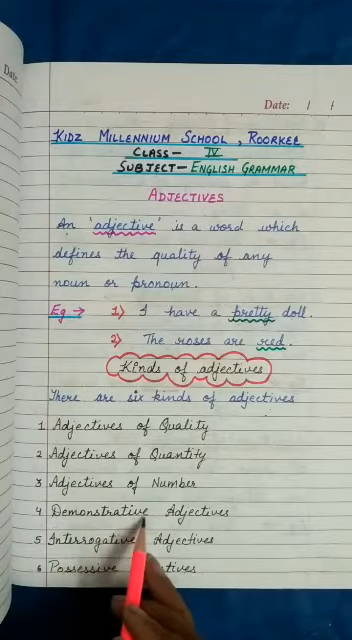 Date
Date: / /
KIDZ MILLENNIUM SCHOOL, ROORKEE
CLASS- IV
SUBJECT- ENGLISH GRAMMAR
ADJECTIVES
An 'adjective' is a word which
defines the quality of any
noun or pronoun.
Eg → 1) I have a pretty doll.
2) The roses are red.
Kinds of adjectives
There are six kinds of adjectives
1 Adjectives of Quality
2 Adjectives of Quantity
3 Adjectives of Number
4 Demonstrative Adjectives
5 Interrogative Adjectives
6 Possessive